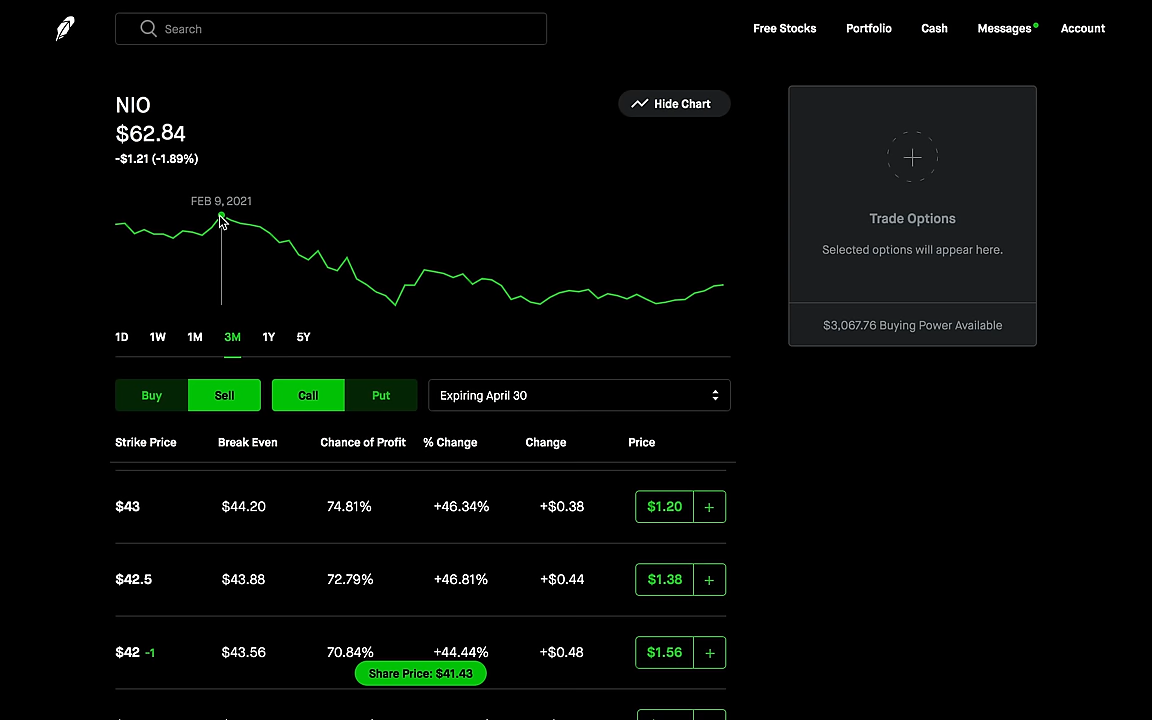 Search
Free Stocks
Portfolio
Cash
Messages
Account
NIO
$62.84
-$1.21 (-1.89%)
Hide Chart
FEB 9, 2021
1D 1W 1M 3M 1Y 5Y
Buy Sell Call Put Expiring April 30
Strike Price Break Even Chance of Profit % Change Change Price
$43 $44.20 74.81% +46.34% +$0.38 $1.20 +
$42.5 $43.88 72.79% +46.81% +$0.44 $1.38 +
$42 -1 $43.56 70.84% +44.44% +$0.48 $1.56 +
Share Price: $41.43
Trade Options
Selected options will appear here.
$3,067.76 Buying Power Available